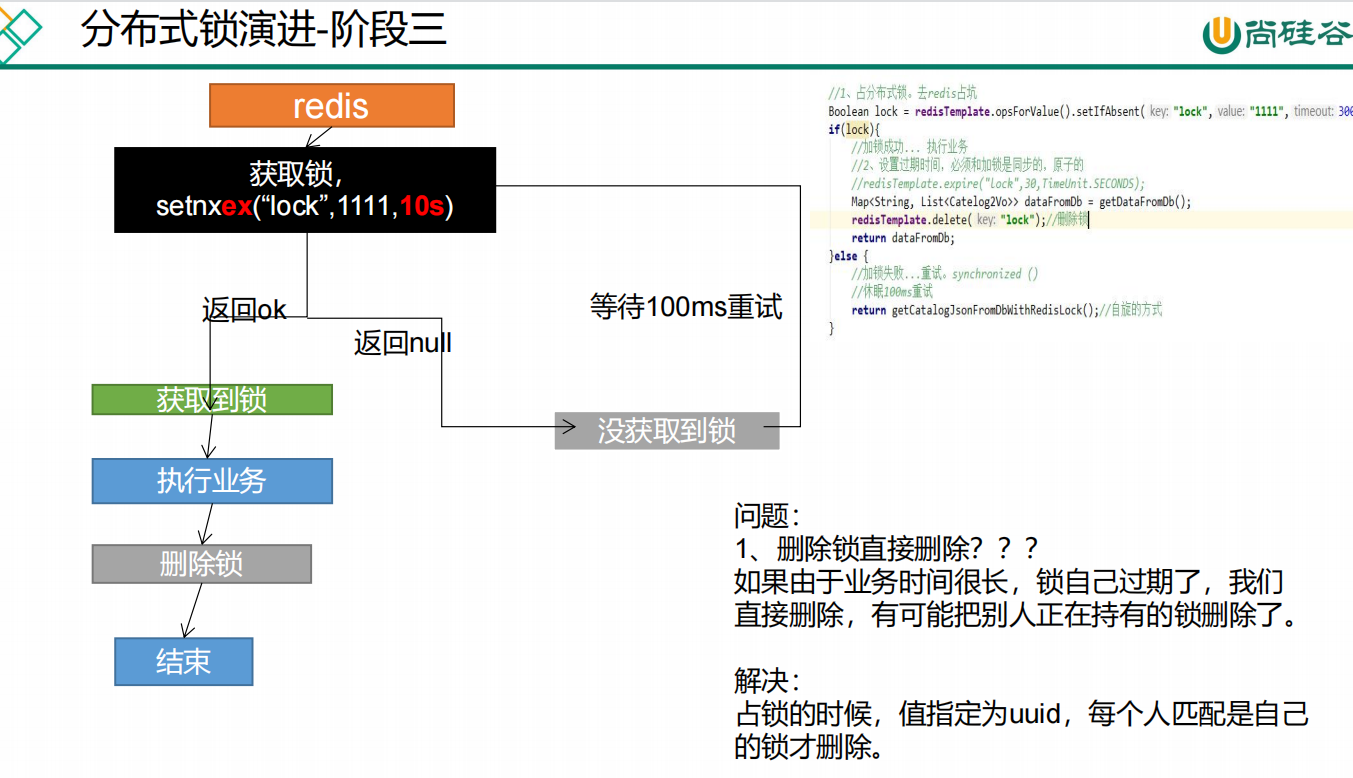 分布式锁演进-阶段三
尚硅谷
redis
获取锁，
setnxex(“lock”,1111,10s)
返回ok
返回null
等待100ms重试
获取到锁
没获取到锁
执行业务
删除锁
结束
//1、占分布式锁。去redis占坑
Boolean lock = redisTemplate.opsForValue().setIfAbsent( key: "lock", value: "1111", timeout: 300
if(lock){
//加锁成功... 执行业务
//2、设置过期时间，必须和加锁是同步的，原子的
//redisTemplate.expire("lock",30,TimeUnit.SECONDS);
Map<String, List<Catelog2Vo>> dataFromDb = getDataFromDb();
redisTemplate.delete( key: "lock");//删除锁
return dataFromDb;
}else {
//加锁失败...重试。synchronized ()
//休眠100ms重试
return getCatalogJsonFromDbWithRedisLock();//自旋的方式
}
问题：
1、删除锁直接删除？？？
如果由于业务时间很长，锁自己过期了，我们
直接删除，有可能把别人正在持有的锁删除了。
解决：
占锁的时候，值指定为uuid，每个人匹配是自己
的锁才删除。